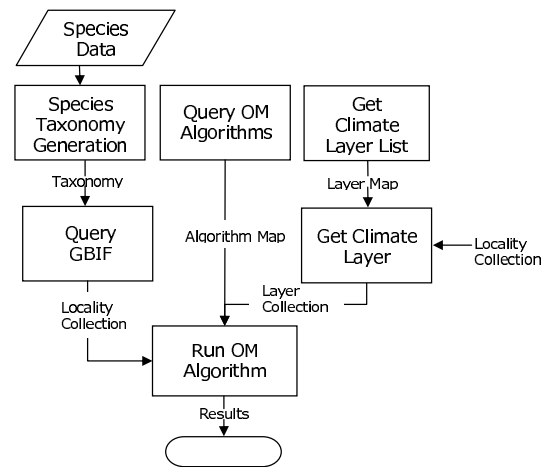 Species
Data
Species
Taxonomy
Generation
Query OM
Algorithms
Get
Climate
Layer List
Taxonomy
Layer Map
Query
GBIF
Algorithm Map
Get Climate
Layer
Locality
Collection
Locality
Collection
Layer
Collection
Run OM
Algorithm
Results